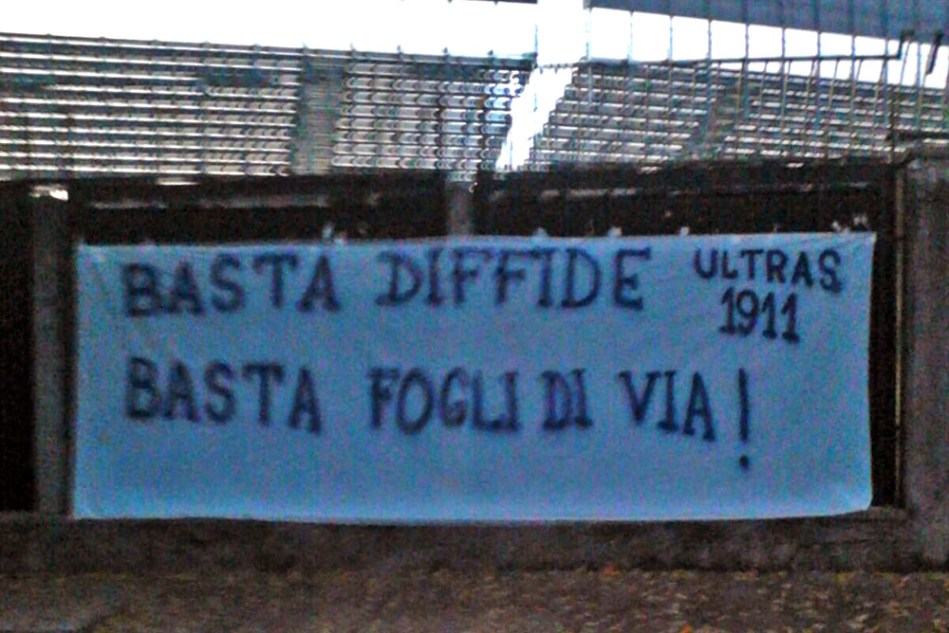 BASTA DIFFIDE
ULTRAS
1911
BASTA FOGLI DI VIA!